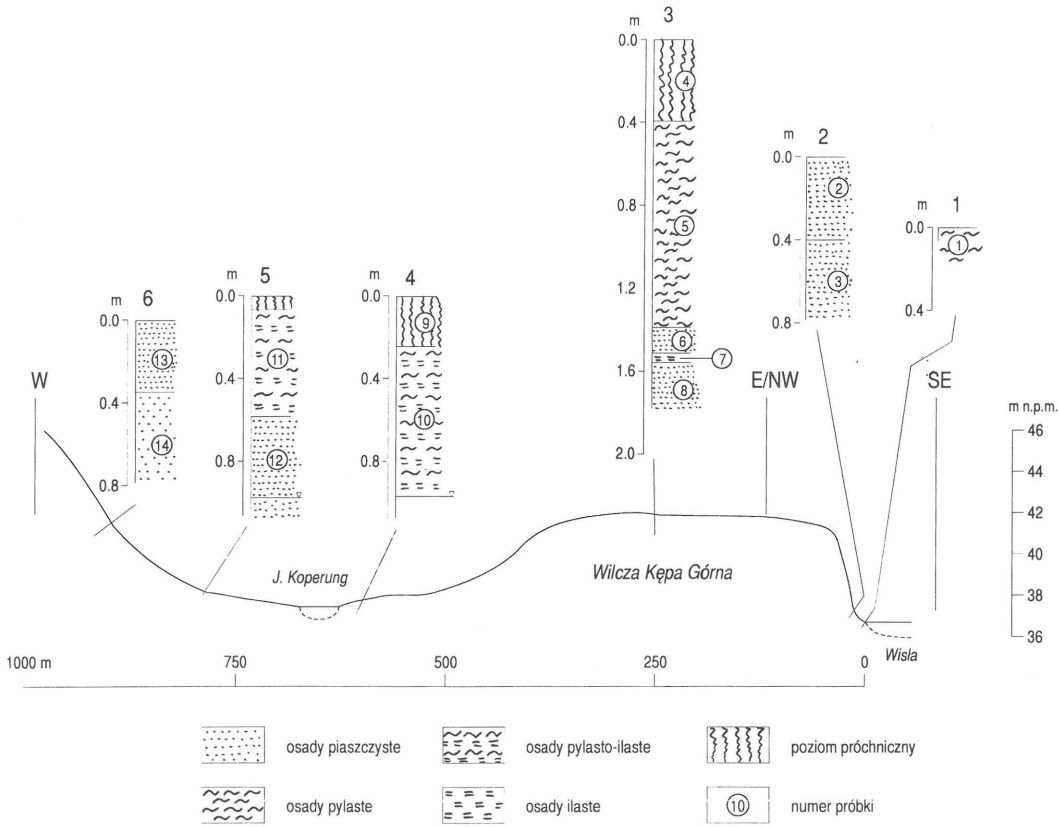 3
m
0.0
4
0.4
0.8
5
1.2
6
7
1.6
8
2.0
2
m
0.0
2
0.4
3
0.8
1
m
0.0
1
0.4
6
m
0.0
13
0.4
14
0.8
5
m
0.0
11
0.4
12
0.8
4
m
0.0
9
0.4
10
0.8
W
E/NW
SE
m n.p.m.
46
44
42
40
38
36
J. Koperung
Wilcza Kępa Górna
Wisla
1000 m
750
500
250
0
osady piaszczyste
osady pylasto-ilaste
poziom próchniczny
osady pylaste
osady ilaste
10
numer próbki